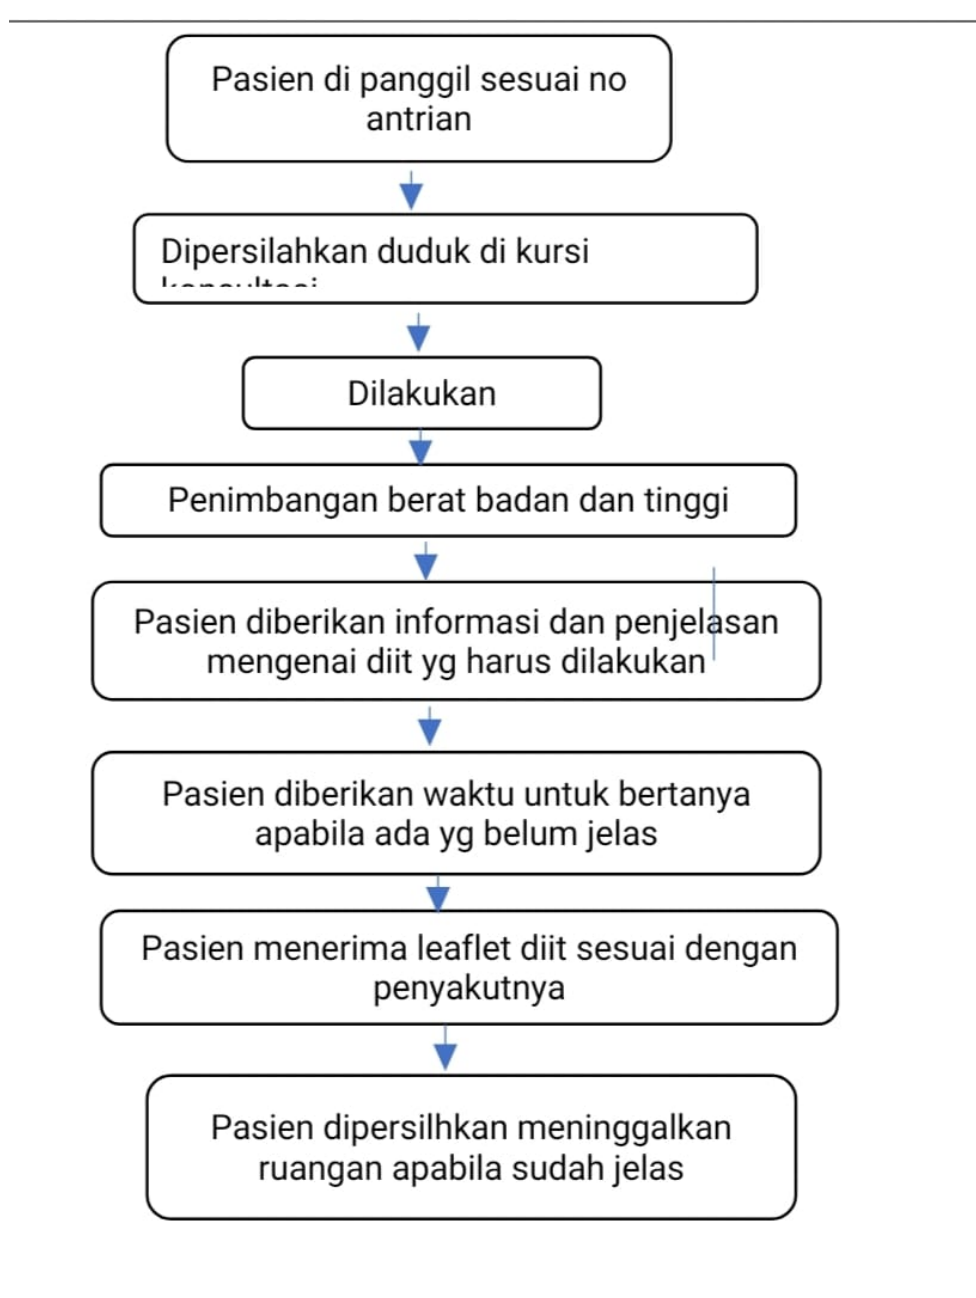 Pasien di panggil sesuai no
antrian
Dipersilahkan duduk di kursi
Dilakukan
Penimbangan berat badan dan tinggi
Pasien diberikan informasi dan penjelasan
mengenai diit yg harus dilakukan
Pasien diberikan waktu untuk bertanya
apabila ada yg belum jelas
Pasien menerima leaflet diit sesuai dengan
penyakutnya
Pasien dipersilhkan meninggalkan
ruangan apabila sudah jelas